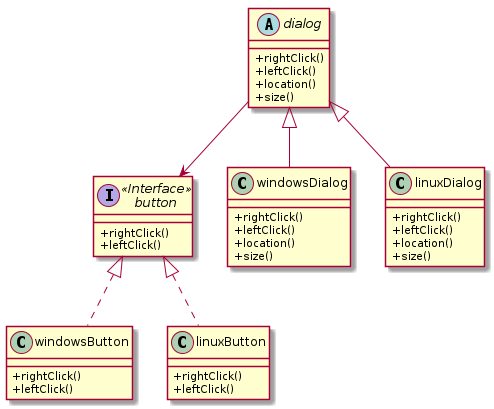 A dialog
+rightClick()
+leftClick()
+location()
+size()
I «Interface»
button
+rightClick()
+leftClick()
C windowsDialog
+rightClick()
+leftClick()
+location()
+size()
C linuxDialog
+rightClick()
+leftClick()
+location()
+size()
C windowsButton
+rightClick()
+leftClick()
C linuxButton
+rightClick()
+leftClick()